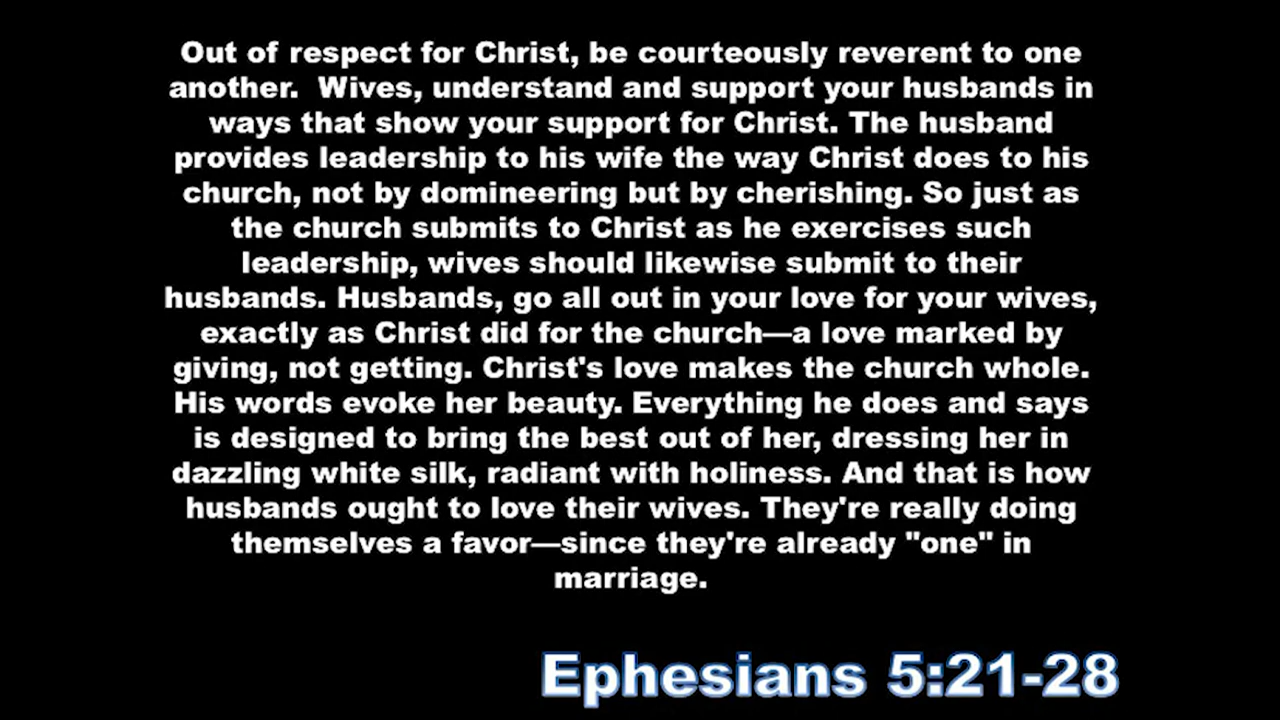 Out of respect for Christ, be courteously reverent to one
another.  Wives, understand and support your husbands in
ways that show your support for Christ. The husband
provides leadership to his wife the way Christ does to his
church, not by domineering but by cherishing. So just as
the church submits to Christ as he exercises such
leadership, wives should likewise submit to their
husbands. Husbands, go all out in your love for your wives,
exactly as Christ did for the church—a love marked by
giving, not getting. Christ's love makes the church whole.
His words evoke her beauty. Everything he does and says
is designed to bring the best out of her, dressing her in
dazzling white silk, radiant with holiness. And that is how
husbands ought to love their wives. They're really doing
themselves a favor—since they're already "one" in
marriage.
Ephesians 5:21-28